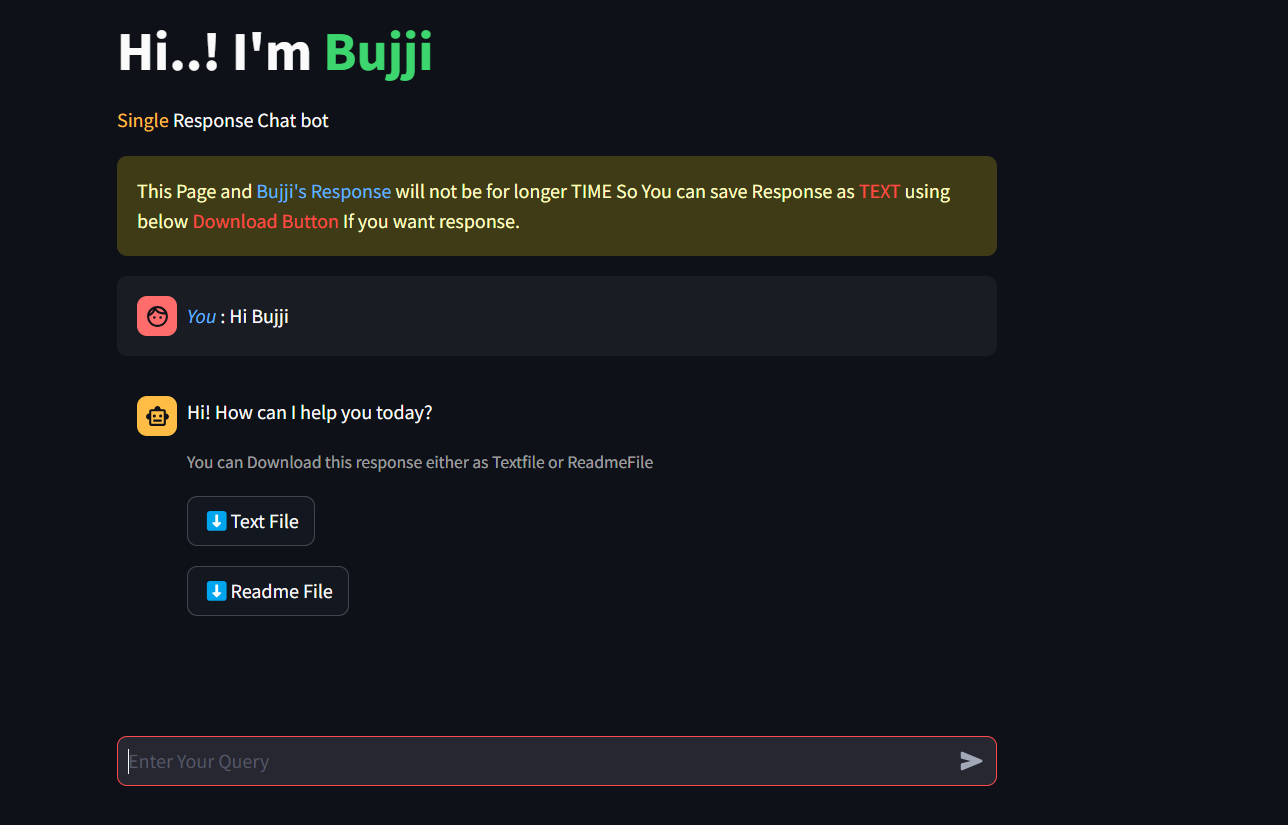 Hi..! I'm Bujji
Single Response Chat bot
This Page and Bujji's Response will not be for longer TIME So You can save Response as TEXT using
below Download Button If you want response.
You : Hi Bujji
Hi! How can I help you today?
You can Download this response either as Textfile or ReadmeFile
Text File
Readme File
Enter Your Query